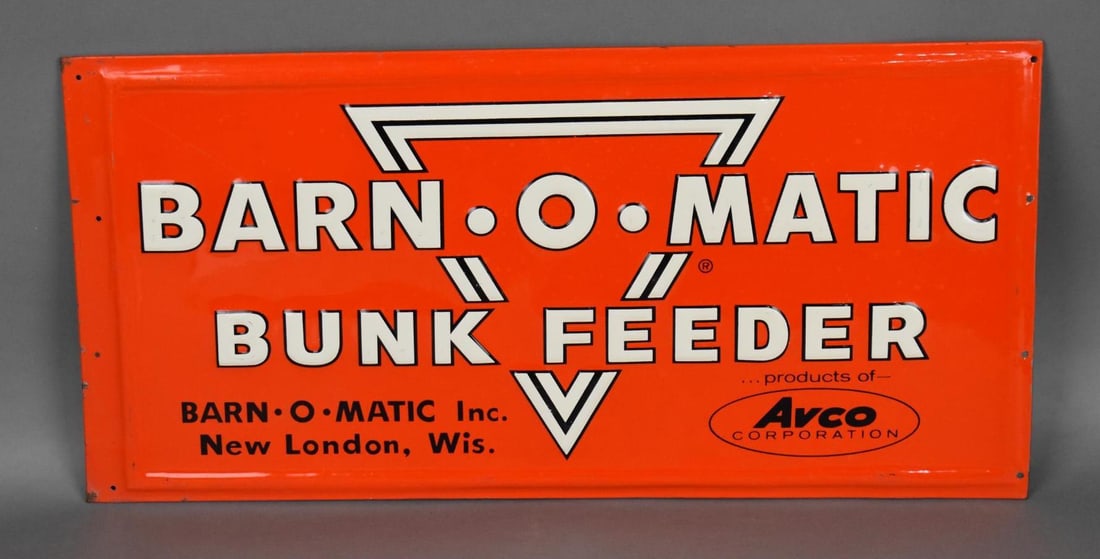 BARN•O•MATIC
®
BUNK FEEDER
...products of—
BARN•O•MATIC Inc.
New London, Wis.
Avco
CORPORATION